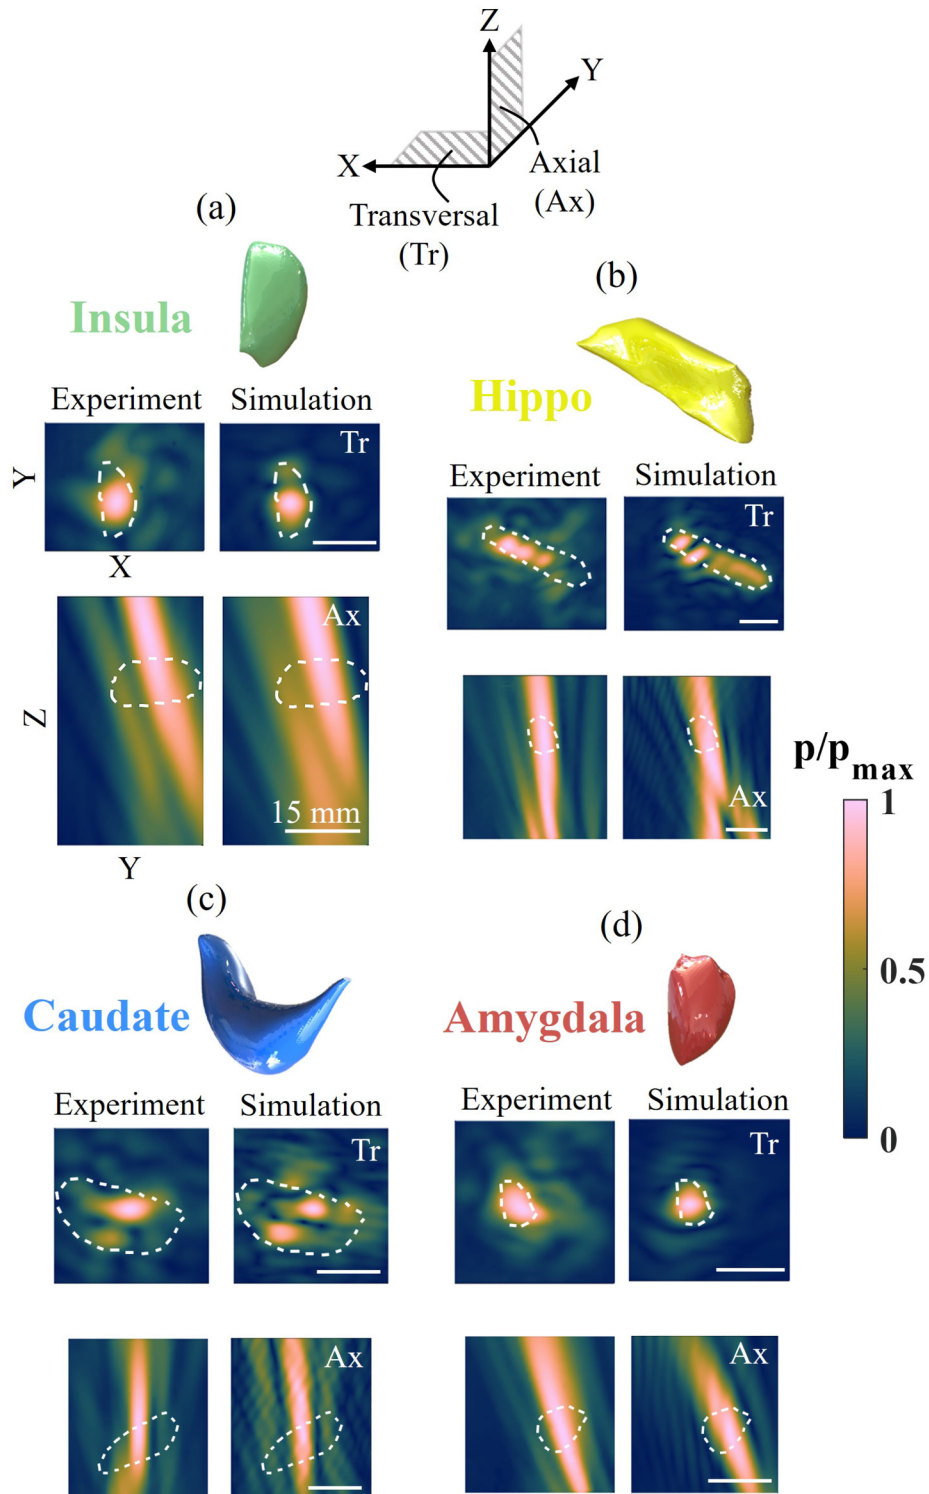 Z
Y
X
Axial
(Ax)
Transversal
(Tr)
(a)
Insula
Experiment Simulation
Tr
Y
X
Ax
Z
15 mm
Y
(b)
Hippo
Experiment Simulation
Tr
Ax
p/pmax
1
0.5
0
(c)
Caudate
Experiment Simulation
Tr
Ax
(d)
Amygdala
Experiment Simulation
Tr
Ax